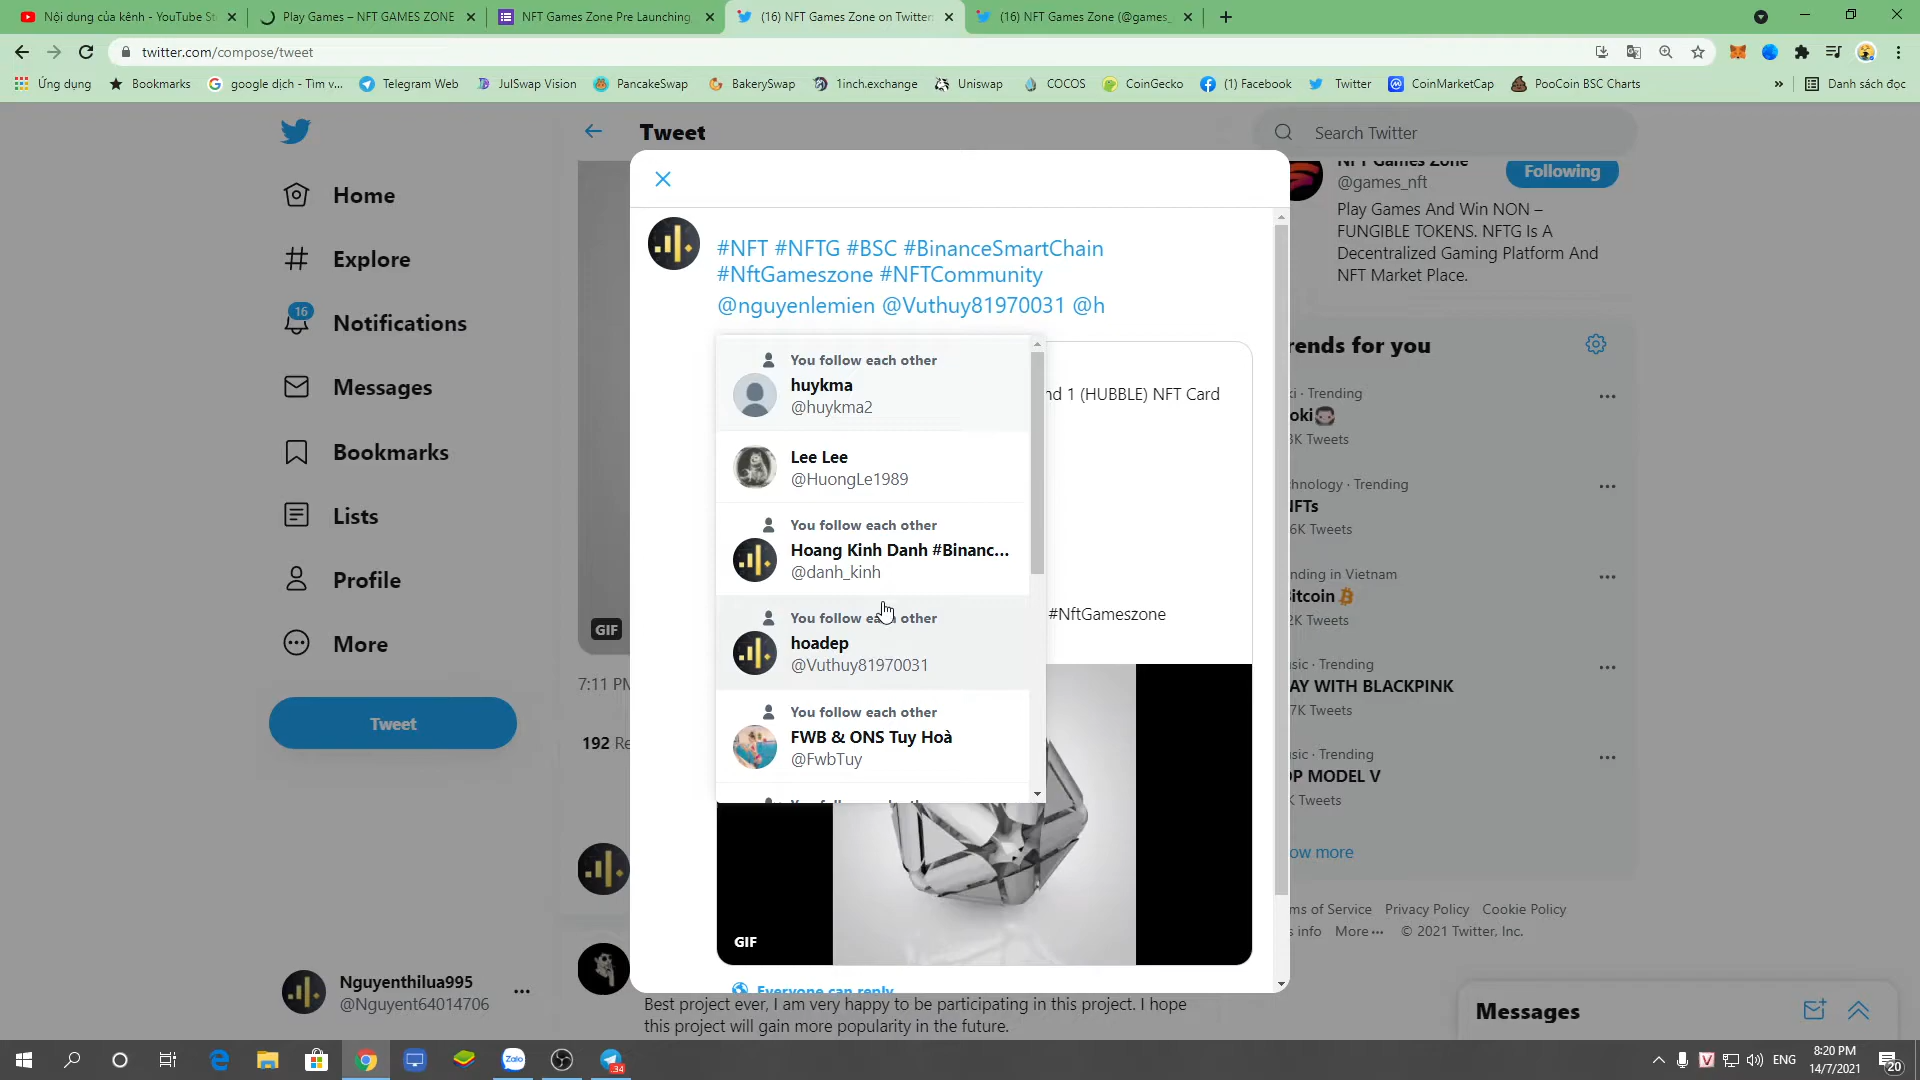 Nội dung của kênh - YouTube St
Play Games – NFT GAMES ZONE
NFT Games Zone Pre Launching
(16) NFT Games Zone on Twitter:
(16) NFT Games Zone (@games_
twitter.com/compose/tweet
Ứng dụng
Bookmarks
google dịch - Tìm v...
Telegram Web
JulSwap Vision
PancakeSwap
BakerySwap
1inch.exchange
Uniswap
COCOS
CoinGecko
(1) Facebook
Twitter
CoinMarketCap
PooCoin BSC Charts
»
Danh sách đọc
Home
Explore
16
Notifications
Messages
Bookmarks
Lists
Profile
More
Tweet
Nguyenthilua995
@Nguyent64014706
Tweet
GIF
7:11 PM
192 Re
#NFT #NFTG #BSC #BinanceSmartChain
#NftGameszone #NFTCommunity
@nguyenlemien @Vuthuy81970031 @h
You follow each other
huykma
@huykma2
Lee Lee
@HuongLe1989
You follow each other
Hoang Kinh Danh #Binanc...
@danh_kinh
You follow each other
hoadep
@Vuthuy81970031
You follow each other
FWB & ONS Tuy Hoà
@FwbTuy
nd 1 (HUBBLE) NFT Card
#NftGameszone
GIF
Everyone can reply
Best project ever, I am very happy to be participating in this project. I hope
this project will gain more popularity in the future.
Search Twitter
NFT Games Zone
@games_nft
Following
Play Games And Win NON –
FUNGIBLE TOKENS. NFTG Is A
Decentralized Gaming Platform And
NFT Market Place.
rends for you
ki · Trending
oki
K Tweets
hnology · Trending
IFTs
6K Tweets
nding in Vietnam
itcoin
2K Tweets
sic · Trending
AY WITH BLACKPINK
7K Tweets
sic · Trending
OP MODEL V
K Tweets
ow more
ms of Service Privacy Policy Cookie Policy
s info More ··· © 2021 Twitter, Inc.
Messages
Zalo
34
ENG
8:20 PM
14/7/2021
20